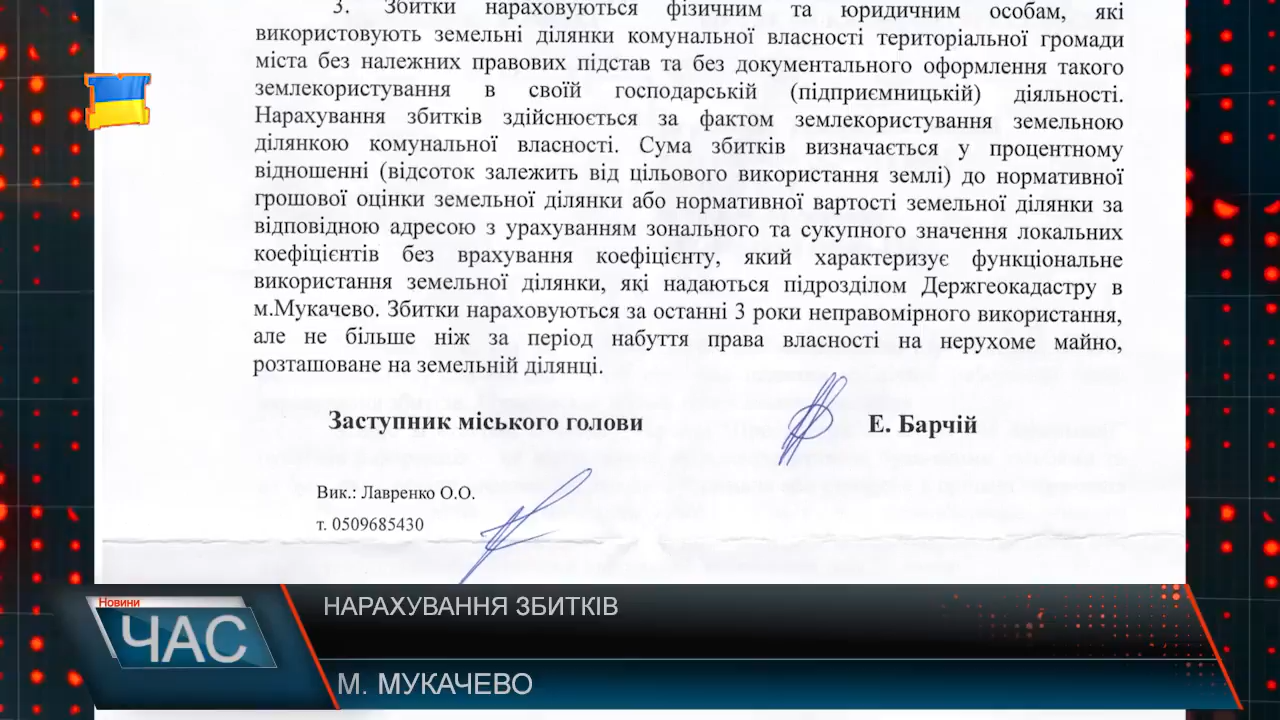 3. Збитки нараховуються фізичним та юридичним особам, які
використовують земельні ділянки комунальної власності територіальної громади
міста без належних правових підстав та без документального оформлення такого
землекористування в своїй господарській (підприємницькій) діяльності.
Нарахування збитків здійснюється за фактом землекористування земельною
ділянкою комунальної власності. Сума збитків визначається у процентному
відношенні (відсоток залежить від цільового використання землі) до нормативної
грошової оцінки земельної ділянки або нормативної вартості земельної ділянки за
відповідною адресою з урахуванням зонального та сукупного значення локальних
коефіцієнтів без врахування коефіцієнту, який характеризує функціональне
використання земельної ділянки, які надаються підрозділом Держгеокадастру в
м.Мукачево. Збитки нараховуються за останні 3 роки неправомірного використання,
але не більше ніж за період набуття права власності на нерухоме майно,
розташоване на земельній ділянці.
Заступник міського голови Е. Барчій
Вик.: Лавренко О.О.
т. 0509685430
Новини
ЧАС
НАРАХУВАННЯ ЗБИТКІВ
М. МУКАЧЕВО